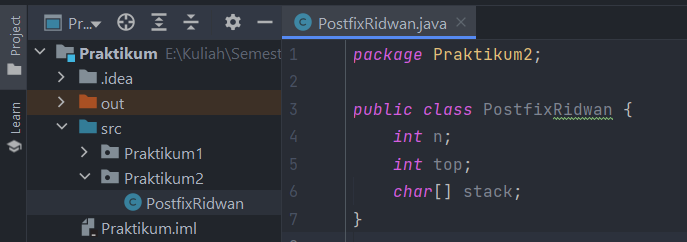 Project
Learn
Pr...
Praktikum E:\Kuliah\Semest
.idea
out
src
Praktikum1
Praktikum2
PostfixRidwan
Praktikum.iml
PostfixRidwan.java
1 package Praktikum2;
2
3 public class PostfixRidwan {
4 int n;
5 int top;
6 char[] stack;
7 }